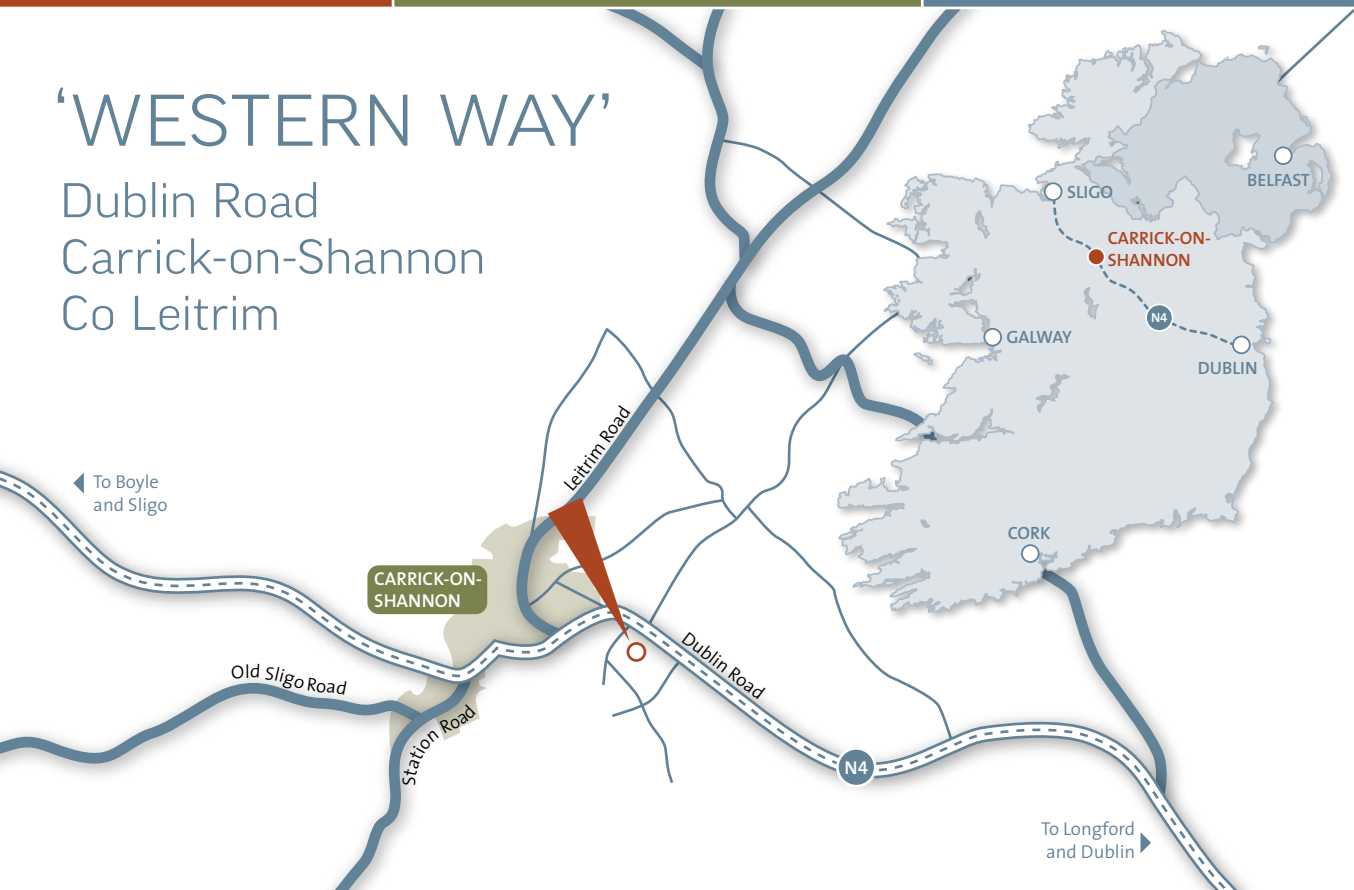 ‘WESTERN WAY’
Dublin Road
Carrick-on-Shannon
Co Leitrim
BELFAST
SLIGO
CARRICK-ON-
SHANNON
N4
GALWAY
DUBLIN
CORK
Leitrim Road
To Boyle
and Sligo
CARRICK-ON-
SHANNON
Old Sligo Road
Station Road
Dublin Road
N4
To Longford
and Dublin